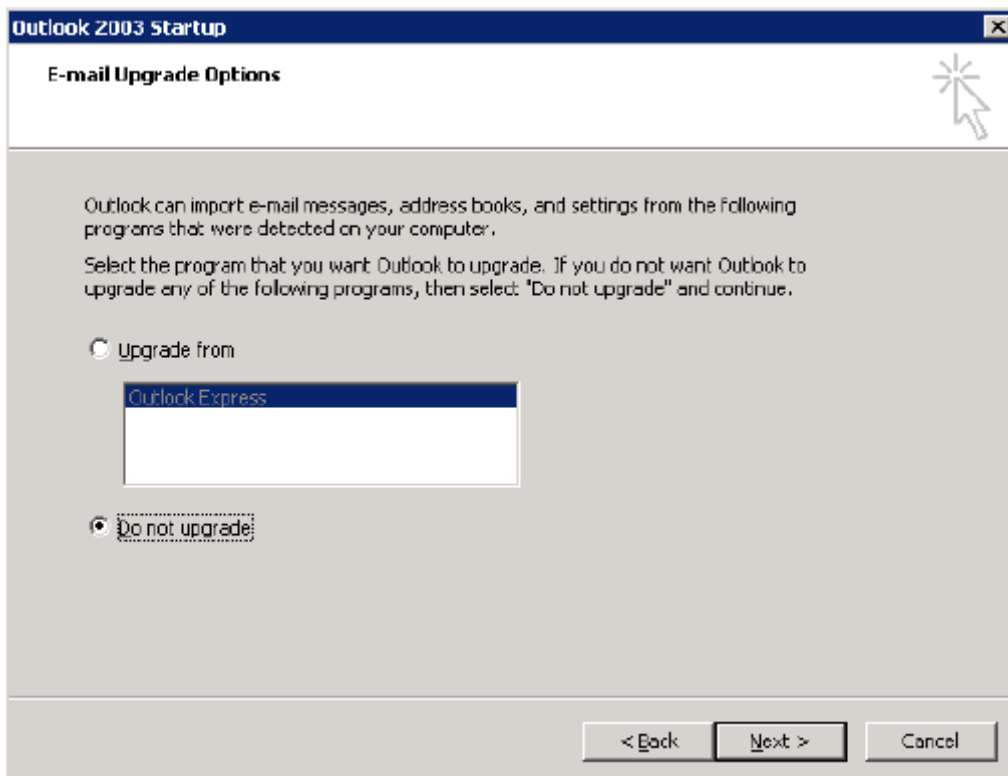 Outlook 2003 Startup
E-mail Upgrade Options
Outlook can import e-mail messages, address books, and settings from the following
programs that were detected on your computer.
Select the program that you want Outlook to upgrade. If you do not want Outlook to
upgrade any of the following programs, then select "Do not upgrade" and continue.
Upgrade from
Outlook Express
Do not upgrade
< Back
Next >
Cancel